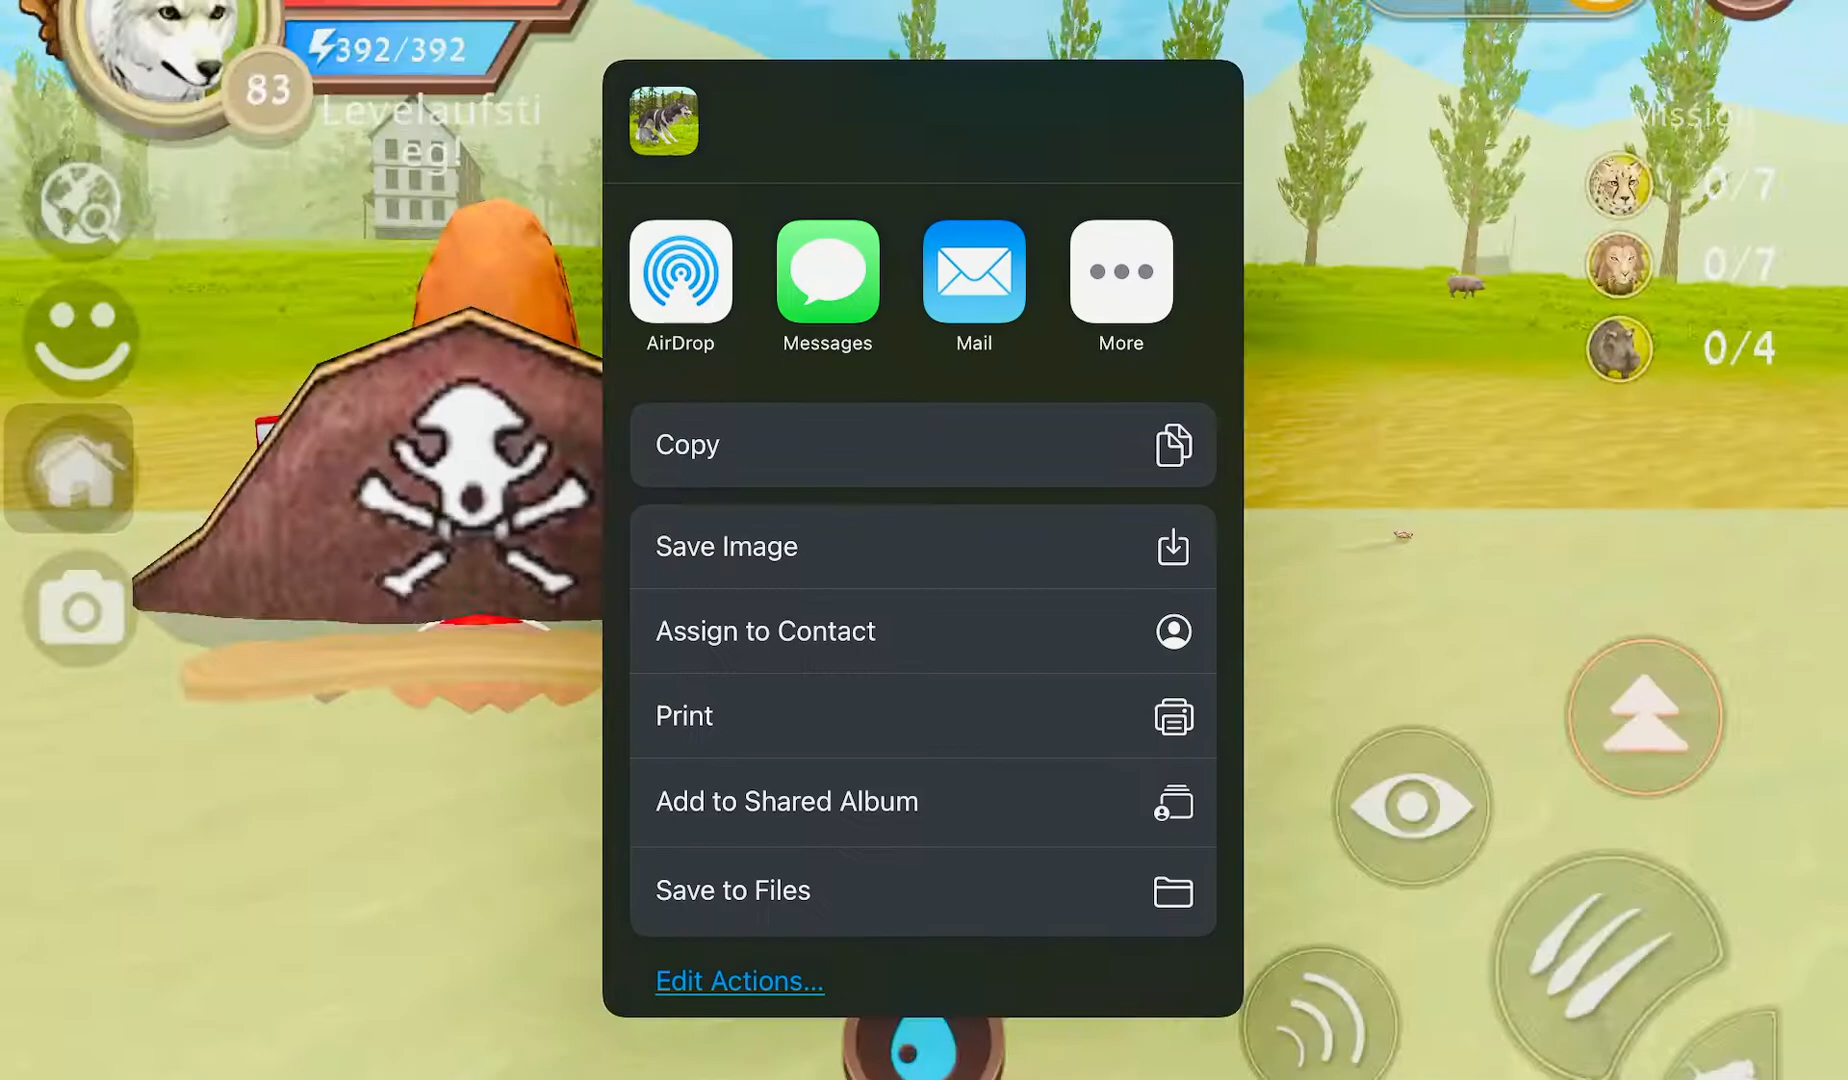 392/392
83
Levelaufsti
eg!
Mission
0/7
0/7
0/4
AirDrop
Messages
Mail
More
Copy
Save Image
Assign to Contact
Print
Add to Shared Album
Save to Files
Edit Actions...